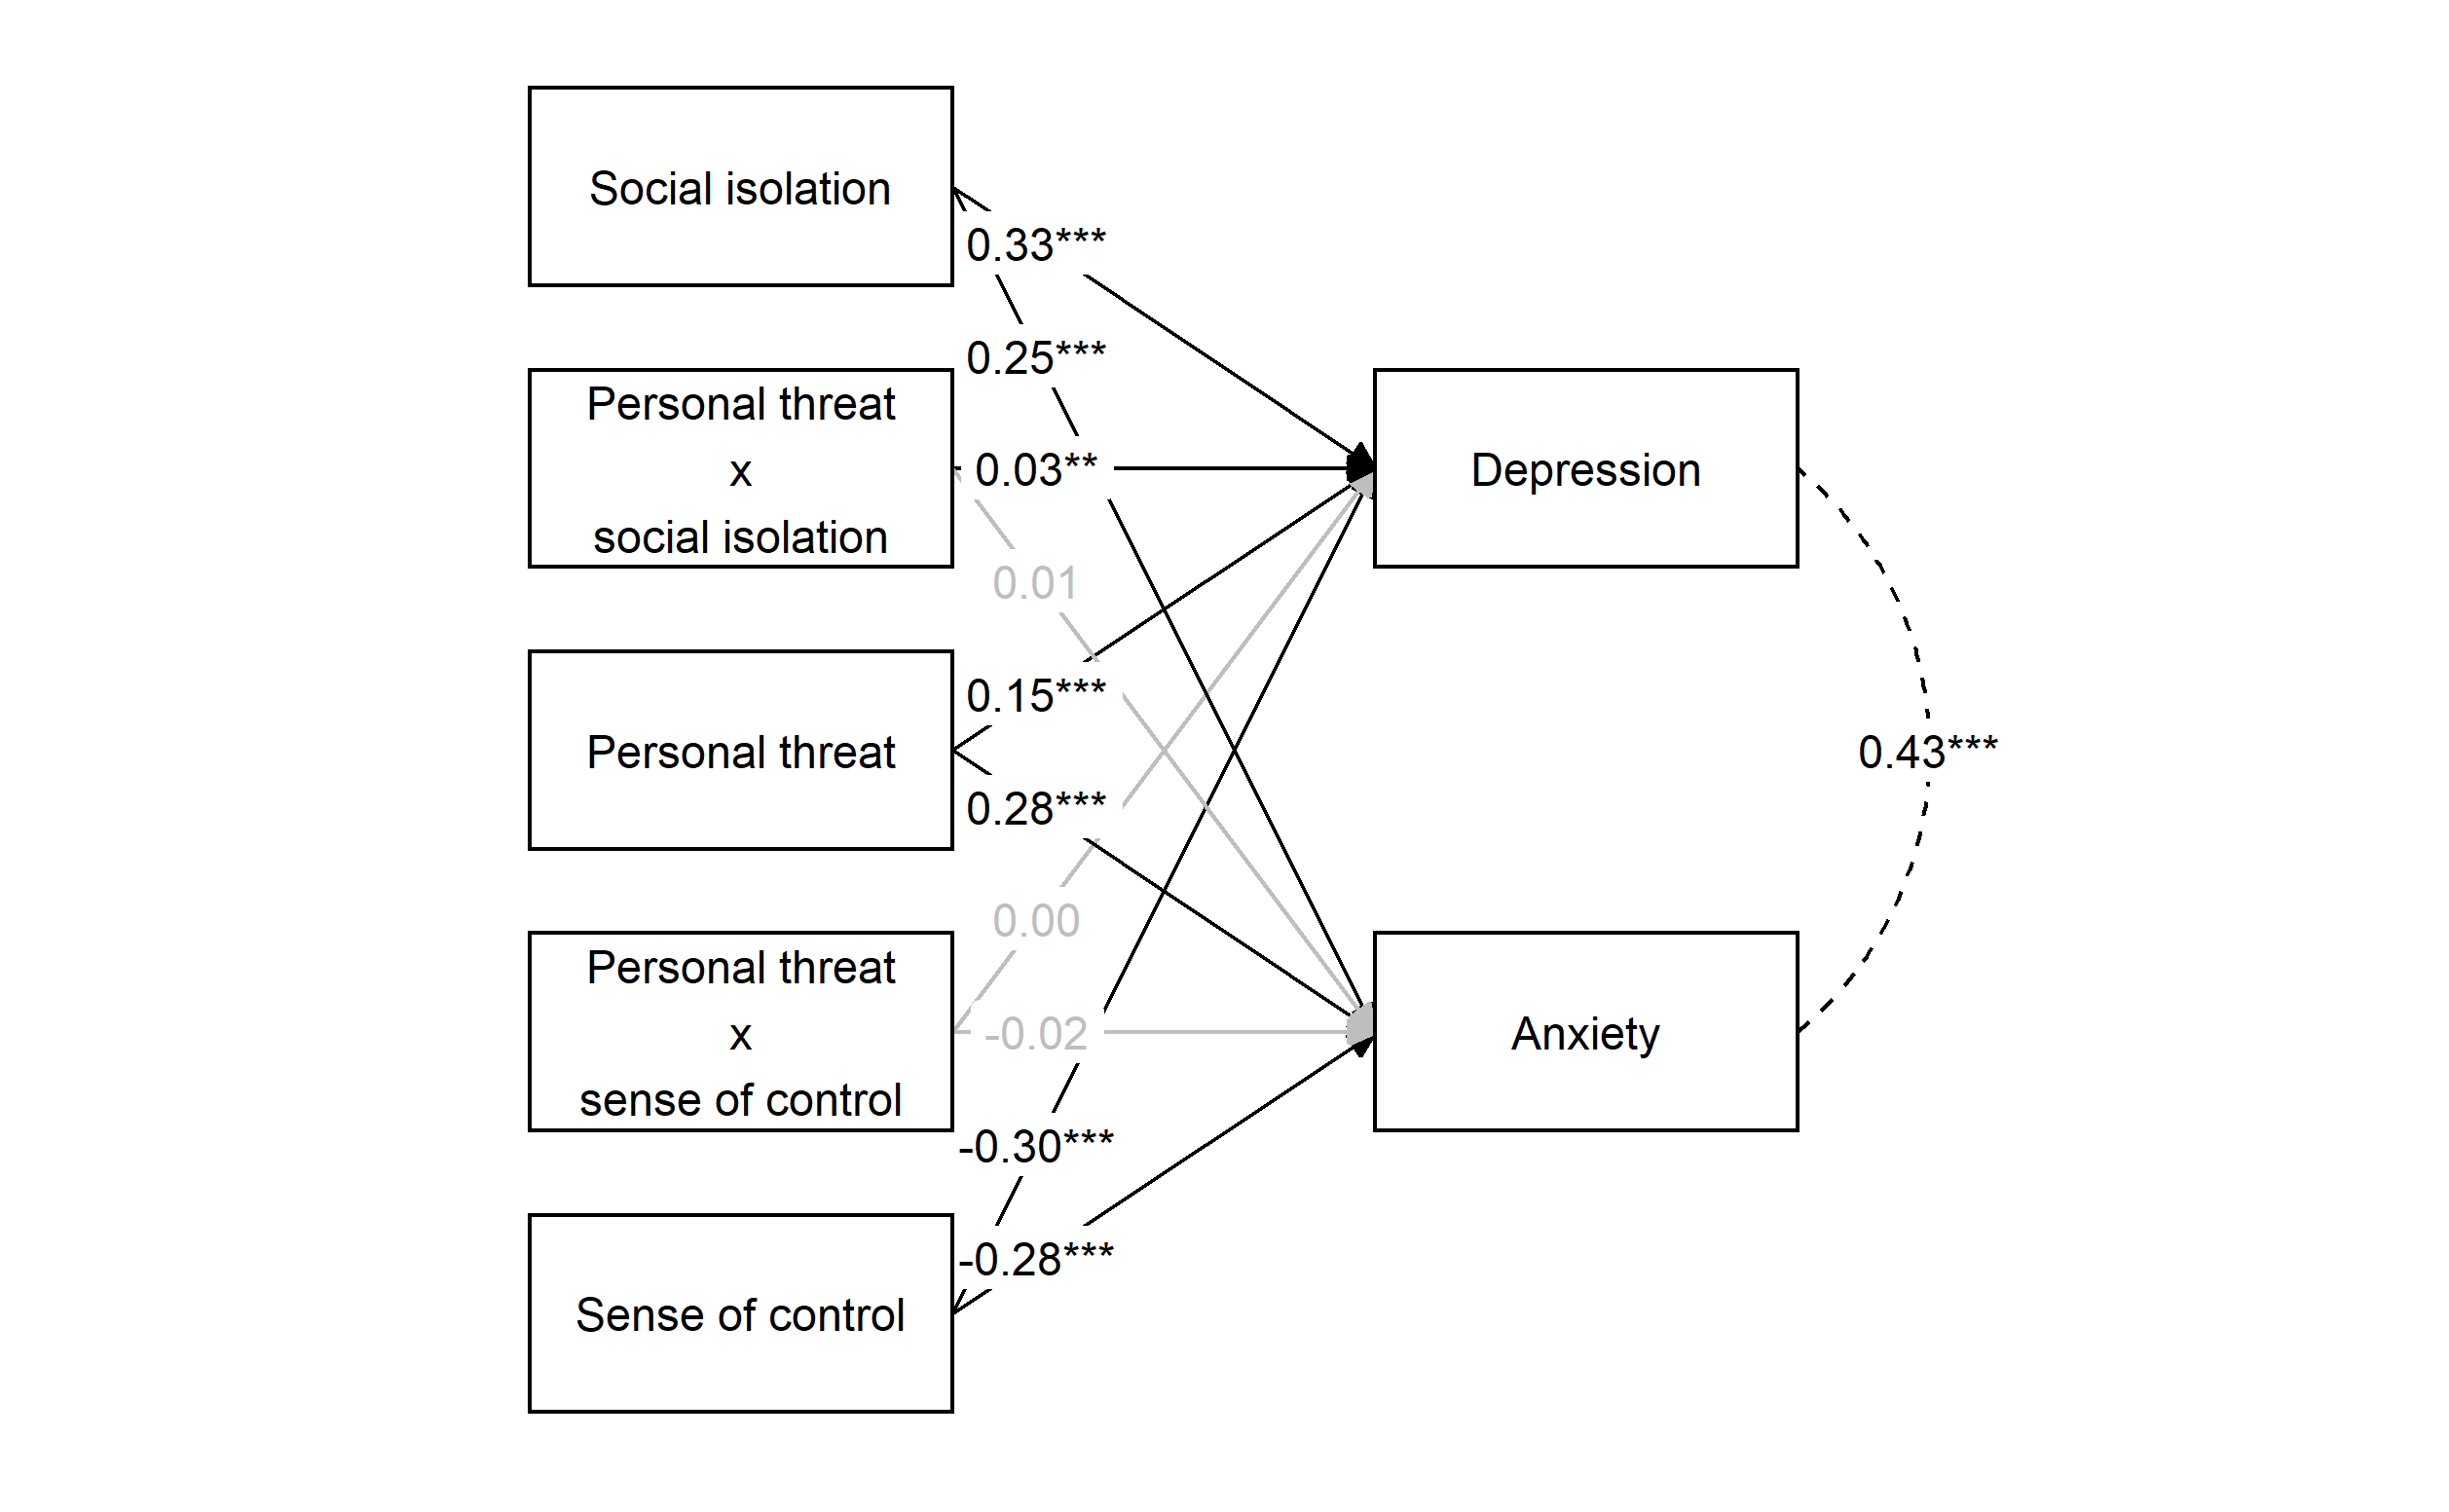 Social isolation
0.33***
0.25***
Personal threat
x
social isolation
0.03**
0.01
Depression
Personal threat
0.15***
0.28***
0.43***
Personal threat
x
sense of control
0.00
-0.02
Anxiety
-0.30***
-0.28***
Sense of control